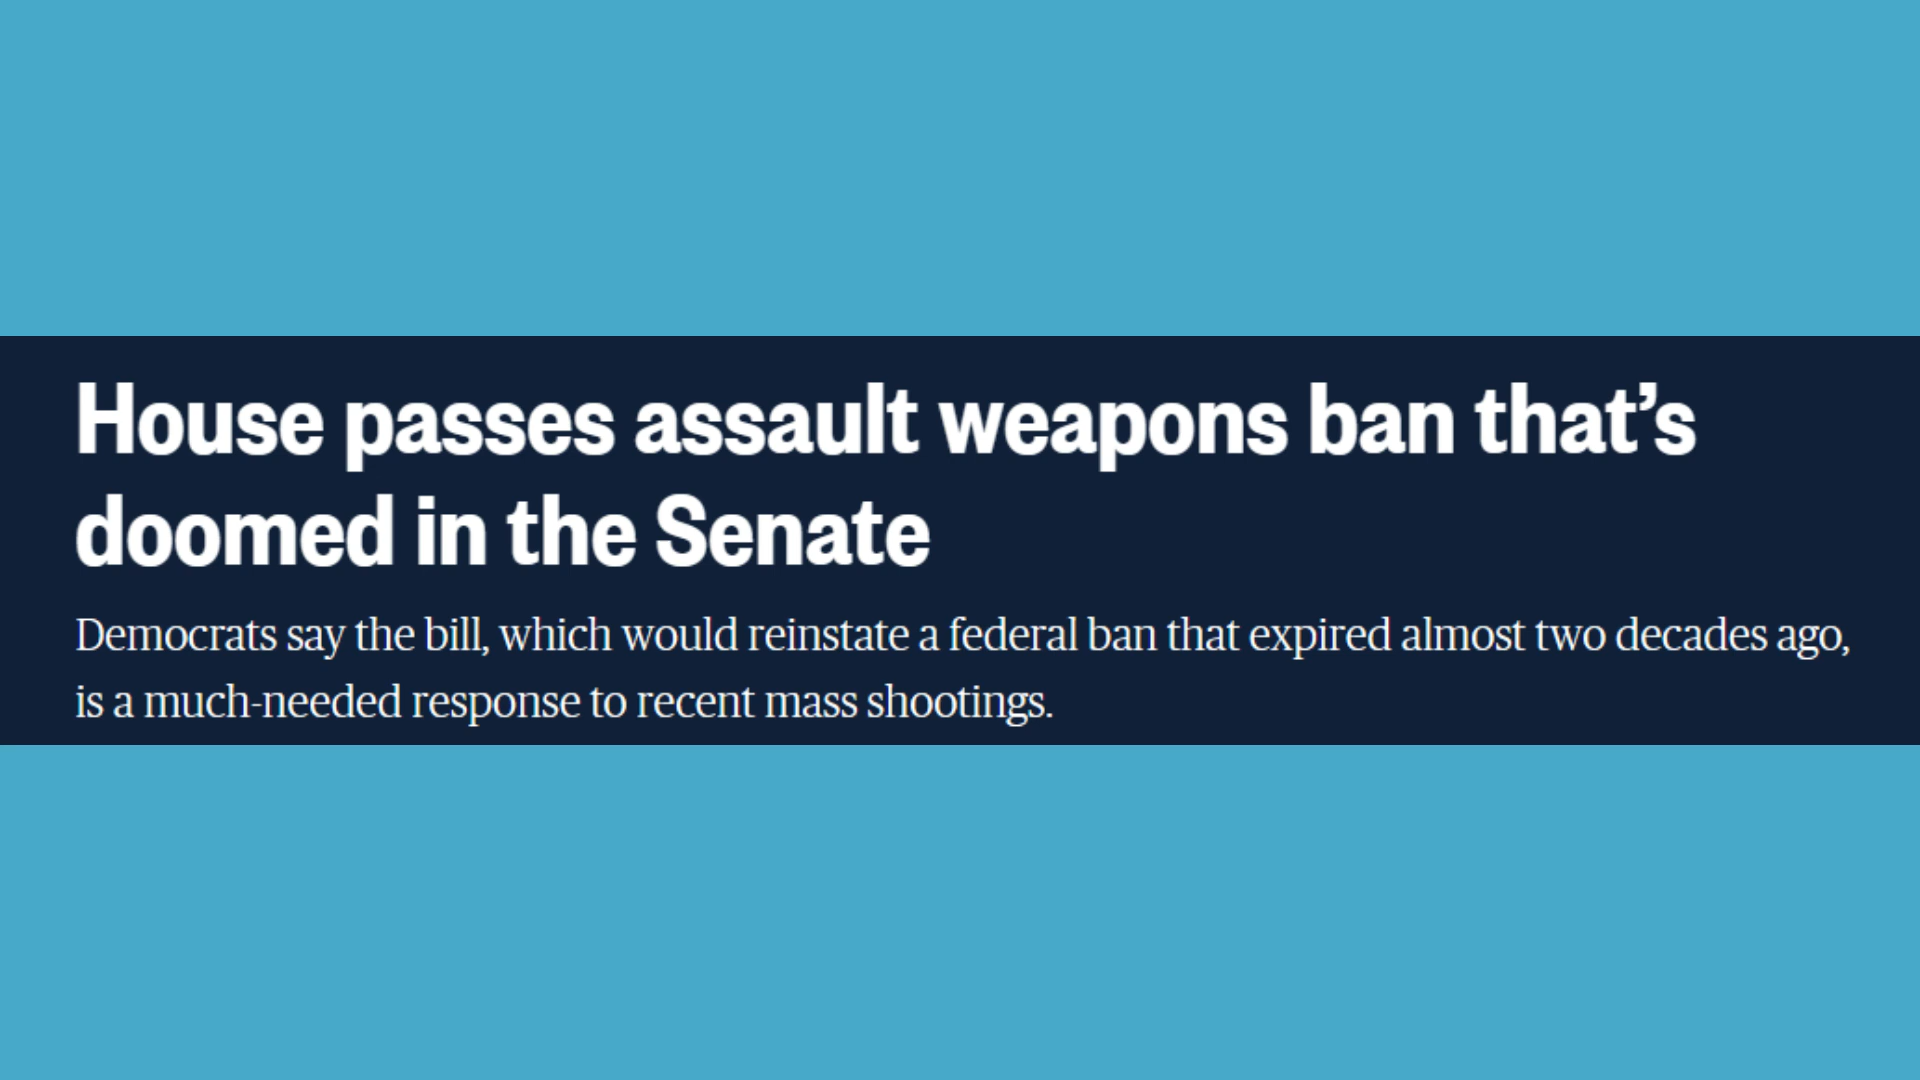 House passes assault weapons ban that’s
doomed in the Senate
Democrats say the bill, which would reinstate a federal ban that expired almost two decades ago,
is a much-needed response to recent mass shootings.